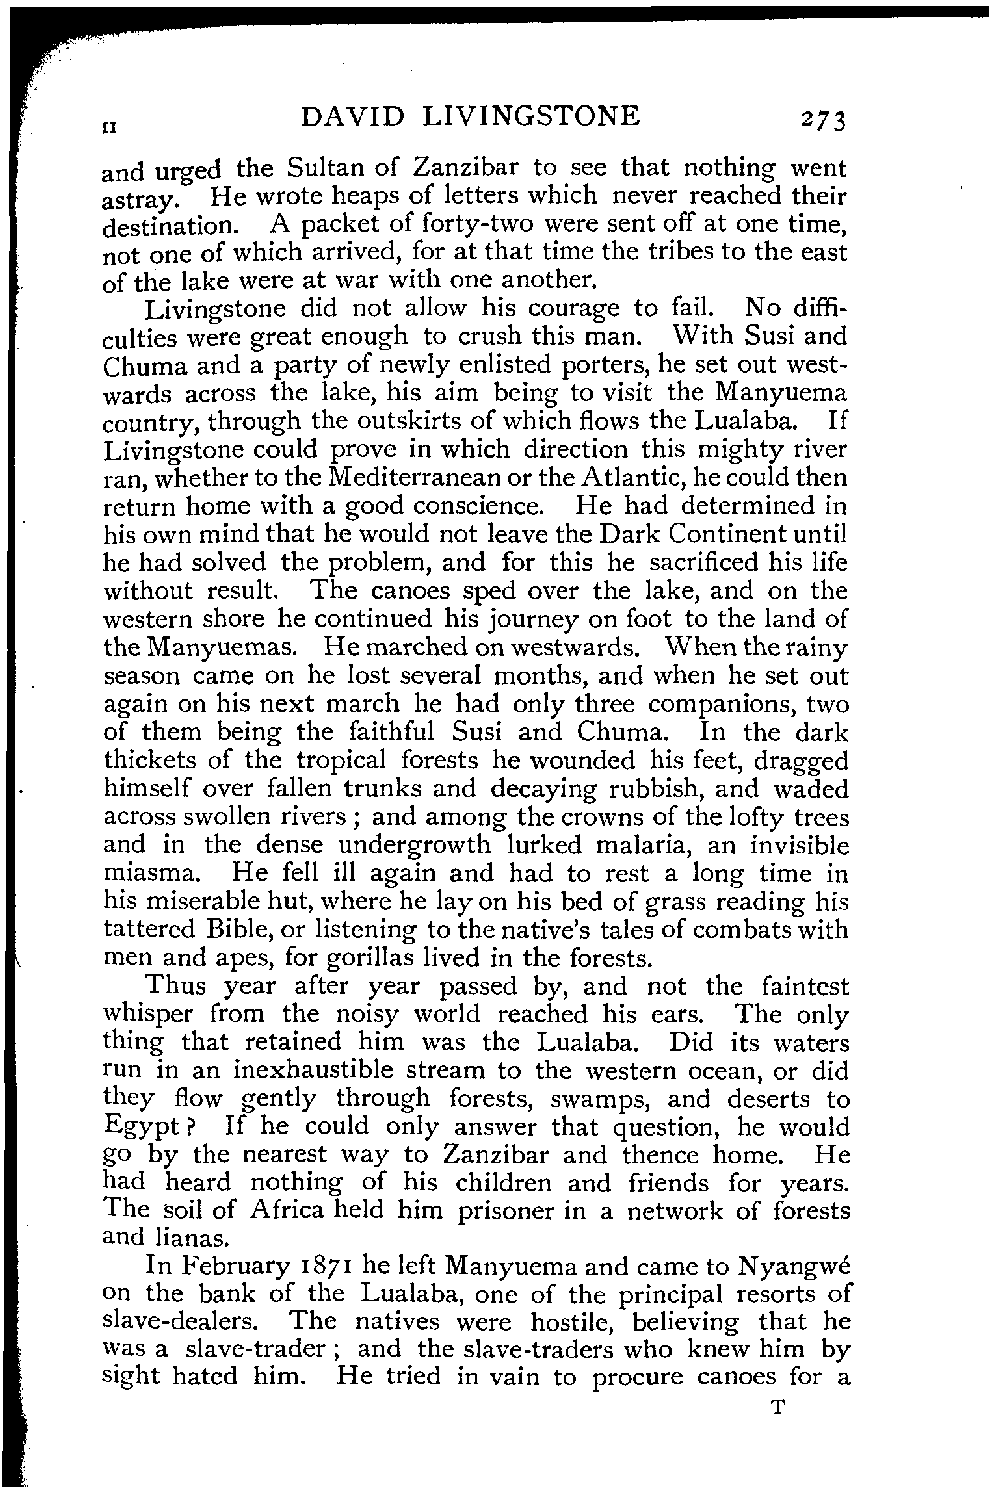 II DAVID LIVINGSTONE 273
and urged the Sultan of Zanzibar to see that nothing went
astray. He wrote heaps of letters which never reached their
destination. A packet of forty-two were sent off at one time,
not one of which arrived, for at that time the tribes to the east
of the lake were at war with one another.
Livingstone did not allow his courage to fail. No diffi-
culties were great enough to crush this man. With Susi and
Chuma and a party of newly enlisted porters, he set out west-
wards across the lake, his aim being to visit the Manyuema
country, through the outskirts of which flows the Lualaba. If
Livingstone could prove in which direction this mighty river
ran, whether to the Mediterranean or the Atlantic, he could then
return home with a good conscience. He had determined in
his own mind that he would not leave the Dark Continent until
he had solved the problem, and for this he sacrificed his life
without result. The canoes sped over the lake, and on the
western shore he continued his journey on foot to the land of
the Manyuemas. He marched on westwards. When the rainy
season came on he lost several months, and when he set out
again on his next march he had only three companions, two
of them being the faithful Susi and Chuma. In the dark
thickets of the tropical forests he wounded his feet, dragged
himself over fallen trunks and decaying rubbish, and waded
across swollen rivers ; and among the crowns of the lofty trees
and in the dense undergrowth lurked malaria, an invisible
miasma. He fell ill again and had to rest a long time in
his miserable hut, where he lay on his bed of grass reading his
tattered Bible, or listening to the native's tales of combats with
men and apes, for gorillas lived in the forests.
Thus year after year passed by, and not the faintest
whisper from the noisy world reached his ears. The only
thing that retained him was the Lualaba. Did its waters
run in an inexhaustible stream to the western ocean, or did
they flow gently through forests, swamps, and deserts to
Egypt ? If he could only answer that question, he would
go by the nearest way to Zanzibar and thence home. He
had heard nothing of his children and friends for years.
The soil of Africa held him prisoner in a network of forests
and lianas.
In February 1871 he left Manyuema and came to Nyangwé
on the bank of the Lualaba, one of the principal resorts of
slave-dealers. The natives were hostile, believing that he
was a slave-trader ; and the slave-traders who knew him by
sight hated him. He tried in vain to procure canoes for a
T